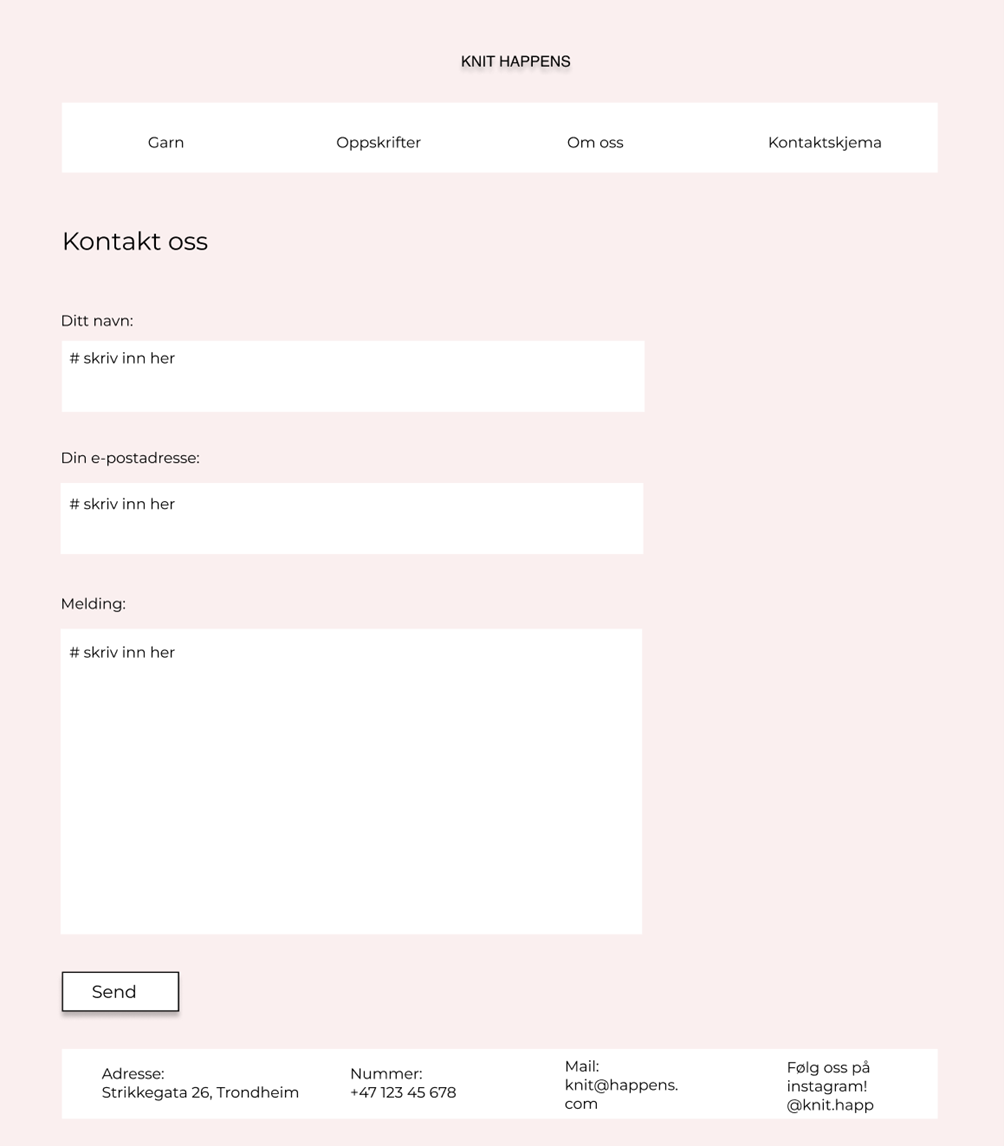 KNIT HAPPENS
Garn
Oppskrifter
Om oss
Kontaktskjema
Kontakt oss
Ditt navn:
# skriv inn her
Din e-postadresse:
# skriv inn her
Melding:
# skriv inn her
Send
Adresse:
Strikkegata 26, Trondheim
Nummer:
+47 123 45 678
Mail:
knit@happens.
com
Følg oss på
instagram!
@knit.happ